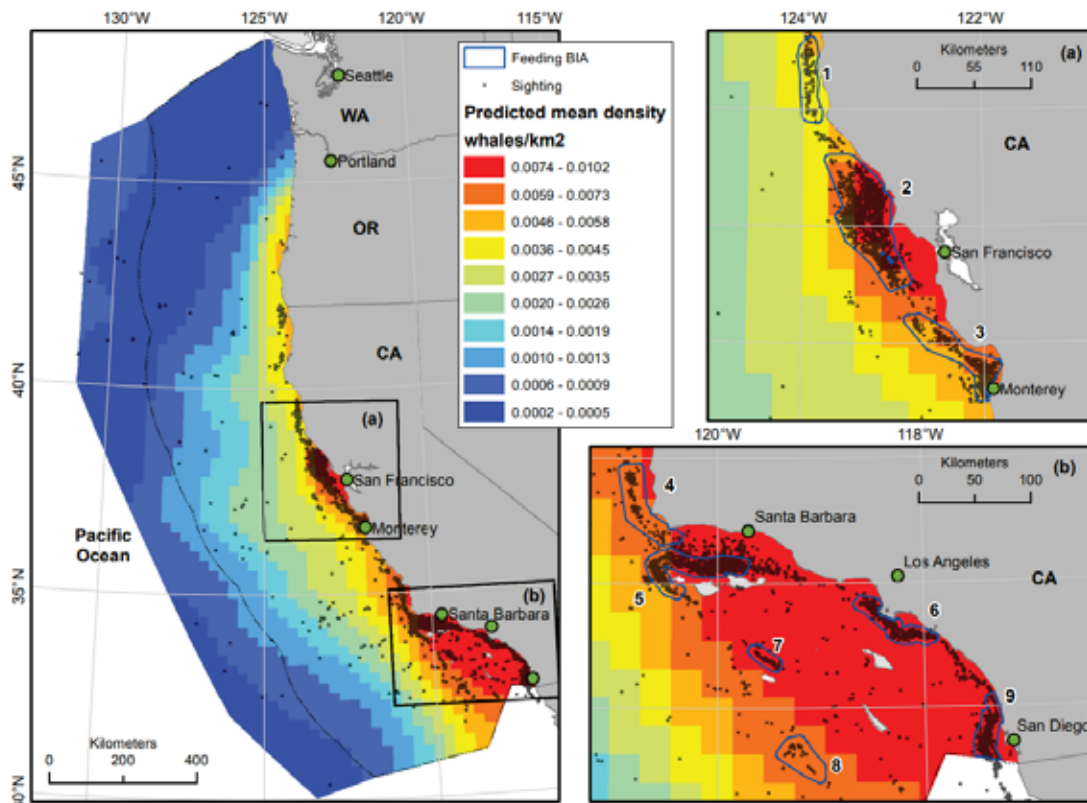 130°W
125°W
120°W
115°W
Seattle
WA
Portland
45°N
OR
40°N
CA
(a)
San Francisco
Monterey
Pacific
Ocean
35°N
(b)
Santa Barbara
Kilometers
0 200 400
Feeding BIA
Sighting
Predicted mean density
whales/km2
0.0074 - 0.0102
0.0059 - 0.0073
0.0046 - 0.0058
0.0036 - 0.0045
0.0027 - 0.0035
0.0020 - 0.0026
0.0014 - 0.0019
0.0010 - 0.0013
0.0006 - 0.0009
0.0002 - 0.0005
124°W
122°W
Kilometers
(a)
0 55 110
1
CA
2
San Francisco
3
Monterey
120°W
118°W
Kilometers
(b)
0 50 100
4
Santa Barbara
Los Angeles
CA
5
6
7
9
San Diego
8